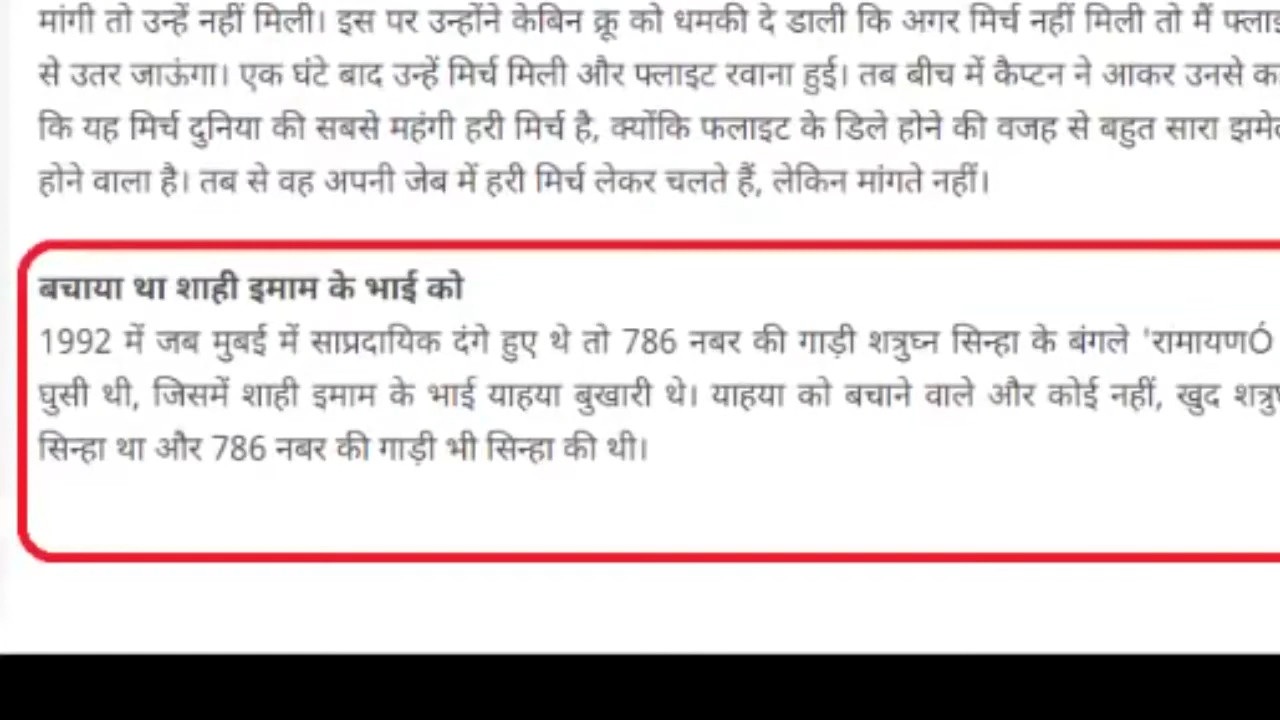 मांगी तो उन्हें नहीं मिली। इस पर उन्होंने केबिन क्रू को धमकी दे डाली कि अगर मिर्च नहीं मिली तो मैं
से उतर जाऊंगा। एक घंटे बाद उन्हें मिर्च मिली और फ्लाइट रवाना हुई। तब बीच में कैप्टन ने आकर उनसे
कि यह मिर्च दुनिया की सबसे महंगी हरी मिर्च है, क्योंकि फलाइट के डिले होने की वजह से बहुत सारा
होने वाला है। तब से वह अपनी जेब में हरी मिर्च लेकर चलते हैं, लेकिन मांगते नहीं।
बचाया था शाही इमाम के भाई को
1992 में जब मुबई में साप्रदायिक दंगे हुए थे तो 786 नबर की गाड़ी शत्रुघ्न सिन्हा के बंगले 'रामायणÓ
घुसी थी, जिसमें शाही इमाम के भाई याहया बुखारी थे। याहया को बचाने वाले और कोई नहीं, खुद
सिन्हा था और 786 नबर की गाड़ी भी सिन्हा की थी।